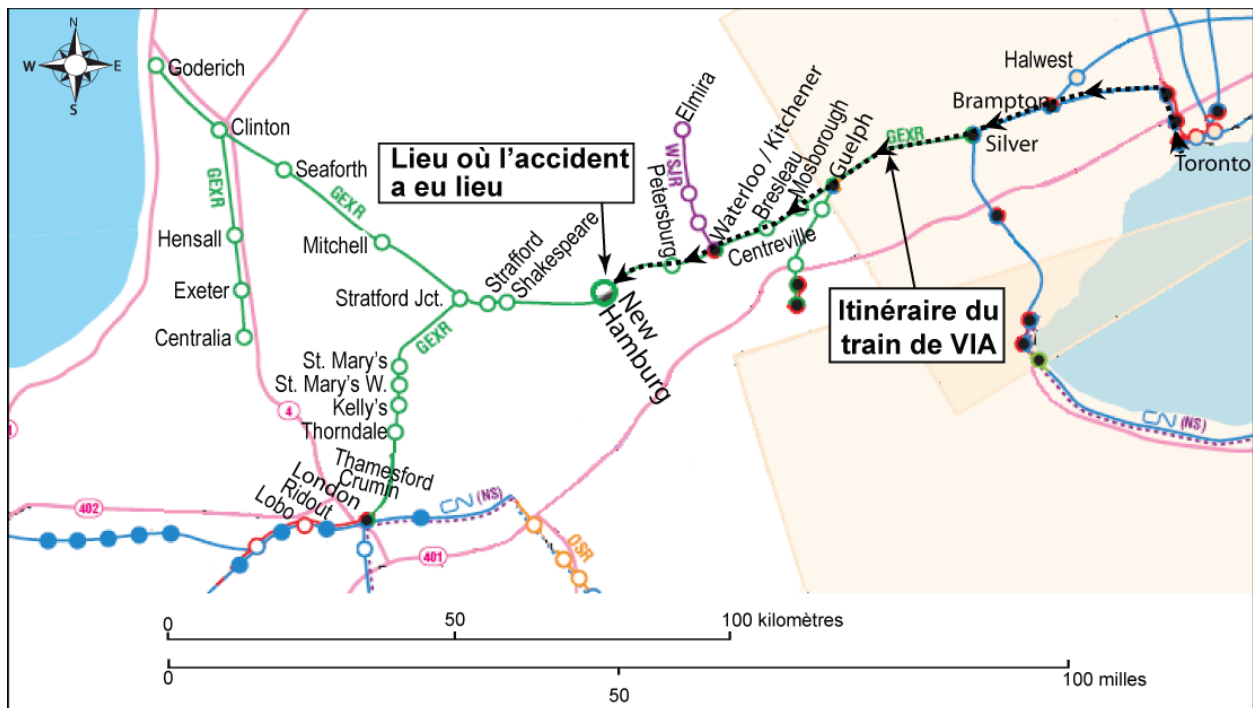 N
W
E
S
Goderich
Halwest
Elmira
Brampton
Clinton
GEXR
Silver
Toronto
Lieu où l'accident
a eu lieu
WSJR
Waterloo / Kitchener
Bresleau
Mosborough
Guelph
Seaforth
GEXR
GEXR
Petersburg
Hensall
Mitchell
Strafford
Shakespeare
Centreville
Exeter
Stratford Jct.
New
Hamburg
Itinéraire du
train de VIA
Centralia
GEXR
St. Mary's
St. Mary's W.
Kelly's
4
Thorndale
Thamesford
Crumin
London
Ridout
Lobo
CN (NS)
CN (NS)
402
401
OSR
0
50
100 kilomètres
0
50
100 milles